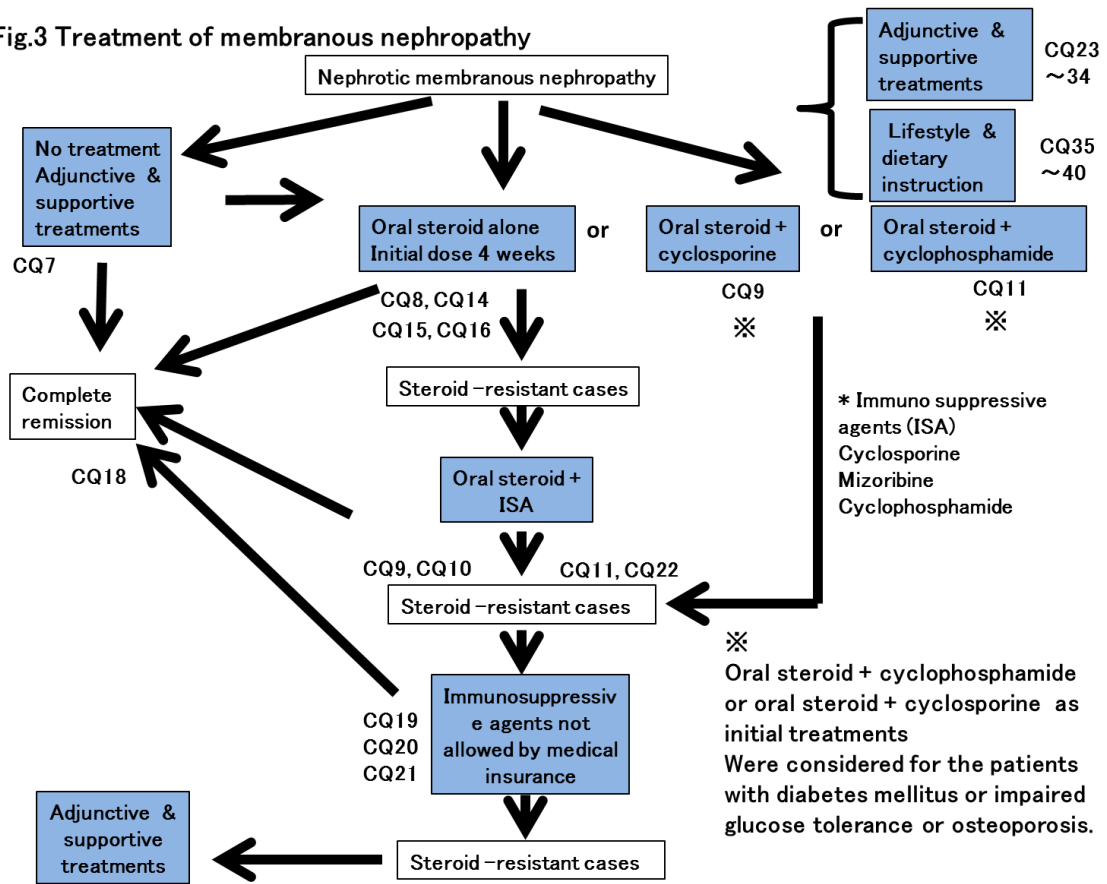 Fig.3 Treatment of membranous nephropathy
Nephrotic membranous nephropathy
Adjunctive & 
supportive
treatments
CQ23
～34
Lifestyle &
dietary
instruction
CQ35
～40
No treatment
Adjunctive &
supportive
treatments
CQ7
Oral steroid alone
Initial dose 4 weeks
or
Oral steroid +
cyclosporine
or
Oral steroid +
cyclophosphamide
CQ8, CQ14
CQ15, CQ16
CQ9
※
CQ11
※
Steroid -resistant cases
Complete
remission
CQ18
* Immuno suppressive
agents (ISA)
Cyclosporine
Mizoribine
Cyclophosphamide
Oral steroid +
ISA
CQ9, CQ10
CQ11, CQ22
Steroid -resistant cases
※
Oral steroid + cyclophosphamide
or oral steroid + cyclosporine as
initial treatments
Were considered for the patients
with diabetes mellitus or impaired
glucose tolerance or osteoporosis.
CQ19
CQ20
CQ21
Immunosuppressiv
e agents not
allowed by medical
insurance
Adjunctive &
supportive
treatments
Steroid -resistant cases